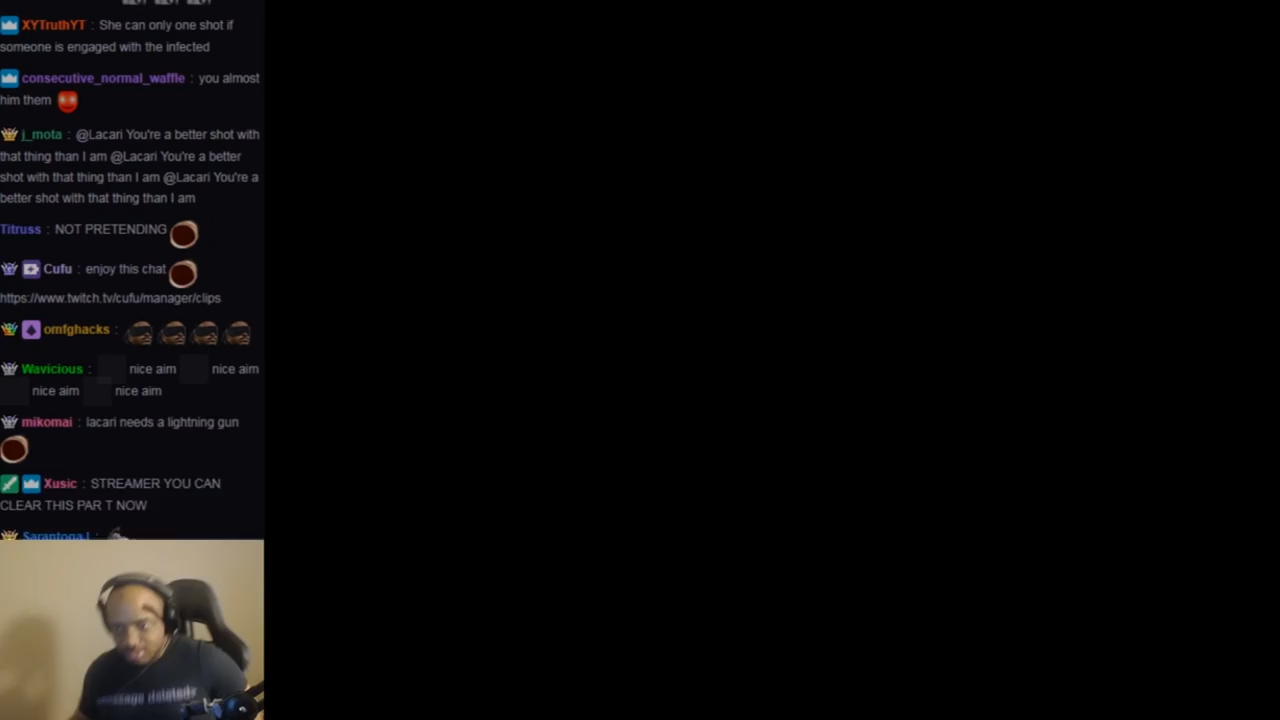 XYTruthYT : She can only one shot if
someone is engaged with the infected
consecutive_normal_waffle : you almost
him them
j_mota : @Lacari You're a better shot with
that thing than I am @Lacari You're a better
shot with that thing than I am @Lacari You're a
better shot with that thing than I am
Titruss : NOT PRETENDING
Cufu : enjoy this chat
https://www.twitch.tv/cufu/manager/clips
omfghacks :
Wavicious : nice aim nice aim
nice aim nice aim
mikomai : lacari needs a lightning gun
Xusic : STREAMER YOU CAN
CLEAR THIS PAR T NOW